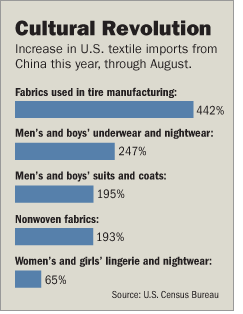 Cultural Revolution
Increase in U.S. textile imports from
China this year, through August.
Fabrics used in tire manufacturing:
442%
Men's and boys' underwear and nightwear:
247%
Men's and boys' suits and coats:
195%
Nonwoven fabrics:
193%
Women's and girls' lingerie and nightwear:
65%
Source: U.S. Census Bureau